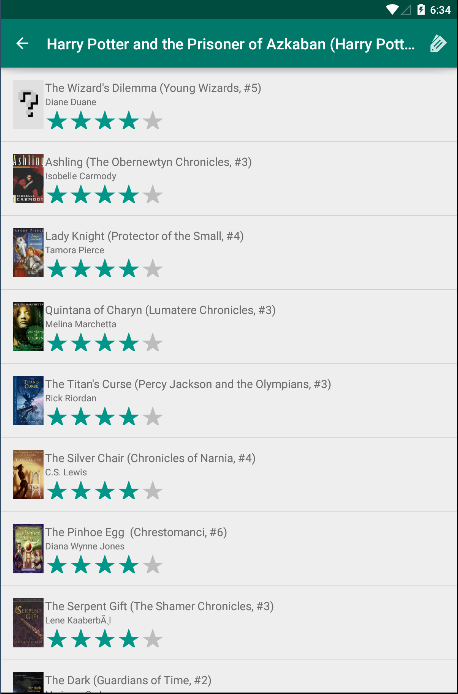 6:34
Harry Potter and the Prisoner of Azkaban (Harry Pott...
The Wizard's Dilemma (Young Wizards, #5)
Diane Duane
Ashling (The Obernewtyn Chronicles, #3)
Isobelle Carmody
Lady Knight (Protector of the Small, #4)
Tamora Pierce
Quintana of Charyn (Lumatere Chronicles, #3)
Melina Marchetta
The Titan's Curse (Percy Jackson and the Olympians, #3)
Rick Riordan
The Silver Chair (Chronicles of Narnia, #4)
C.S. Lewis
The Pinhoe Egg (Chrestomanci, #6)
Diana Wynne Jones
The Serpent Gift (The Shamer Chronicles, #3)
Lene KaaberbÃ¸l
The Dark (Guardians of Time, #2)